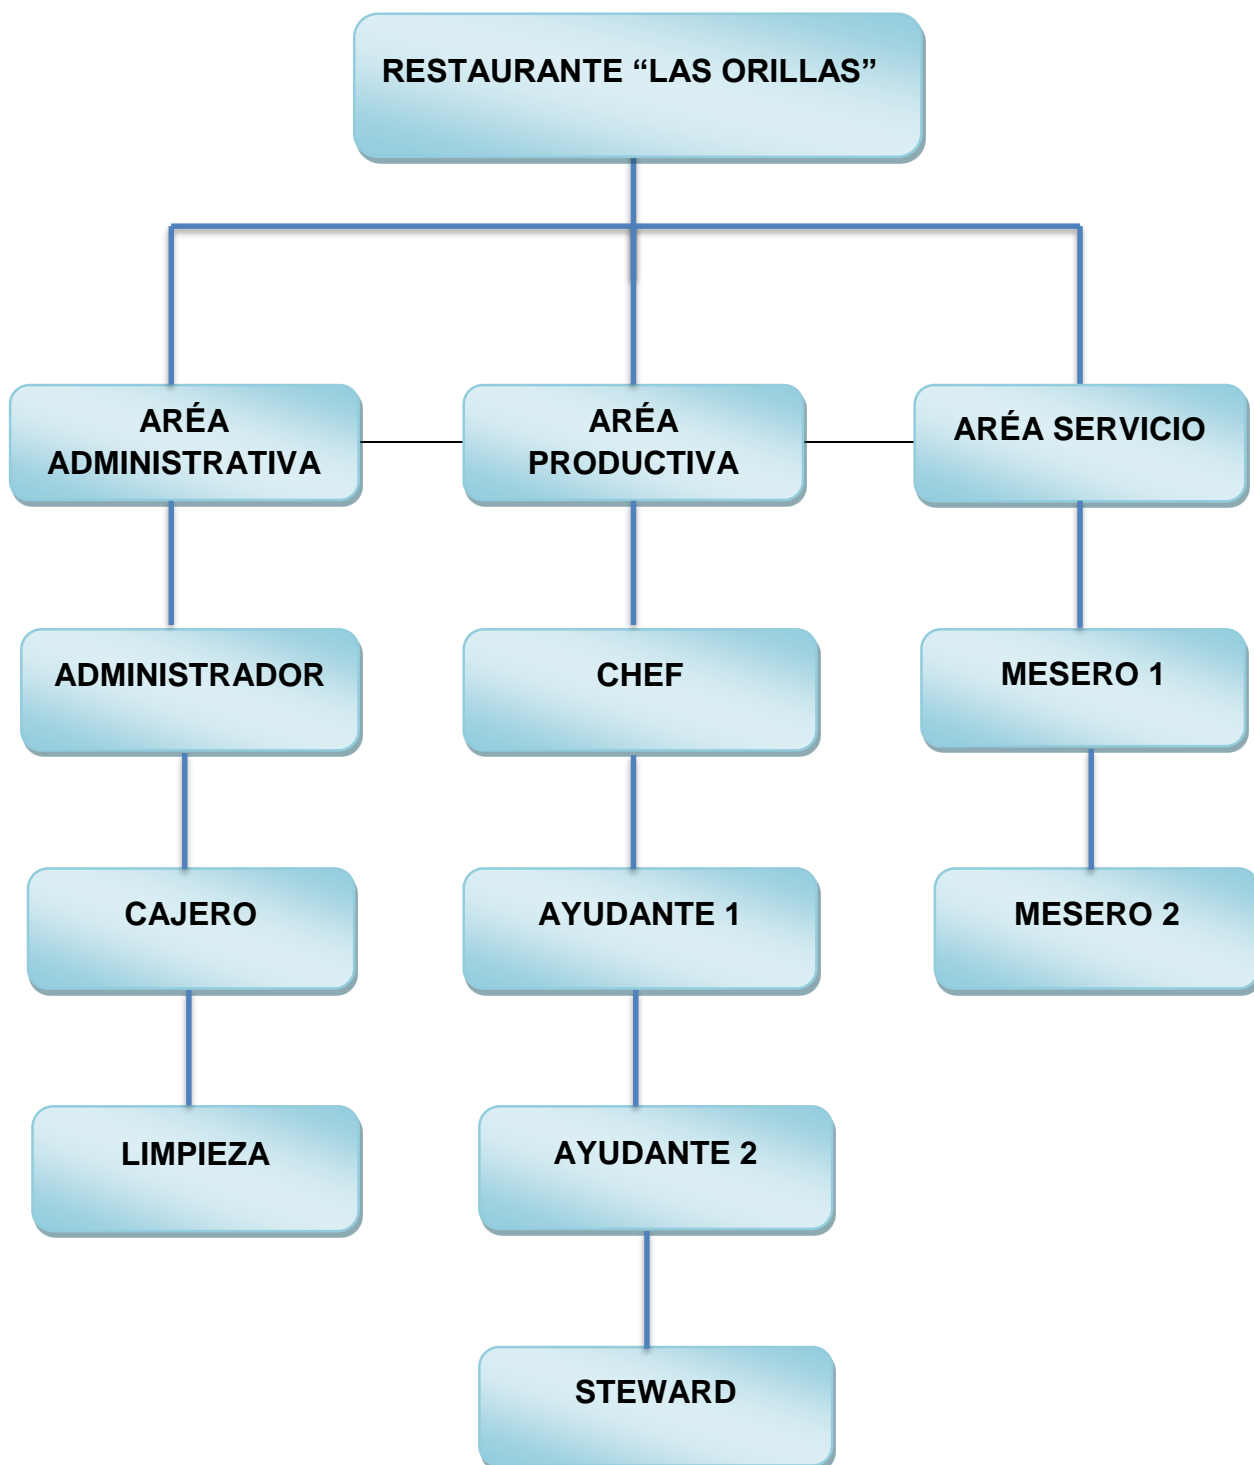 RESTAURANTE “LAS ORILLAS”
ARÉA
ADMINISTRATIVA
ARÉA
PRODUCTIVA
ARÉA SERVICIO
ADMINISTRADOR
CHEF
MESERO 1
CAJERO
AYUDANTE 1
MESERO 2
LIMPIEZA
AYUDANTE 2
STEWARD